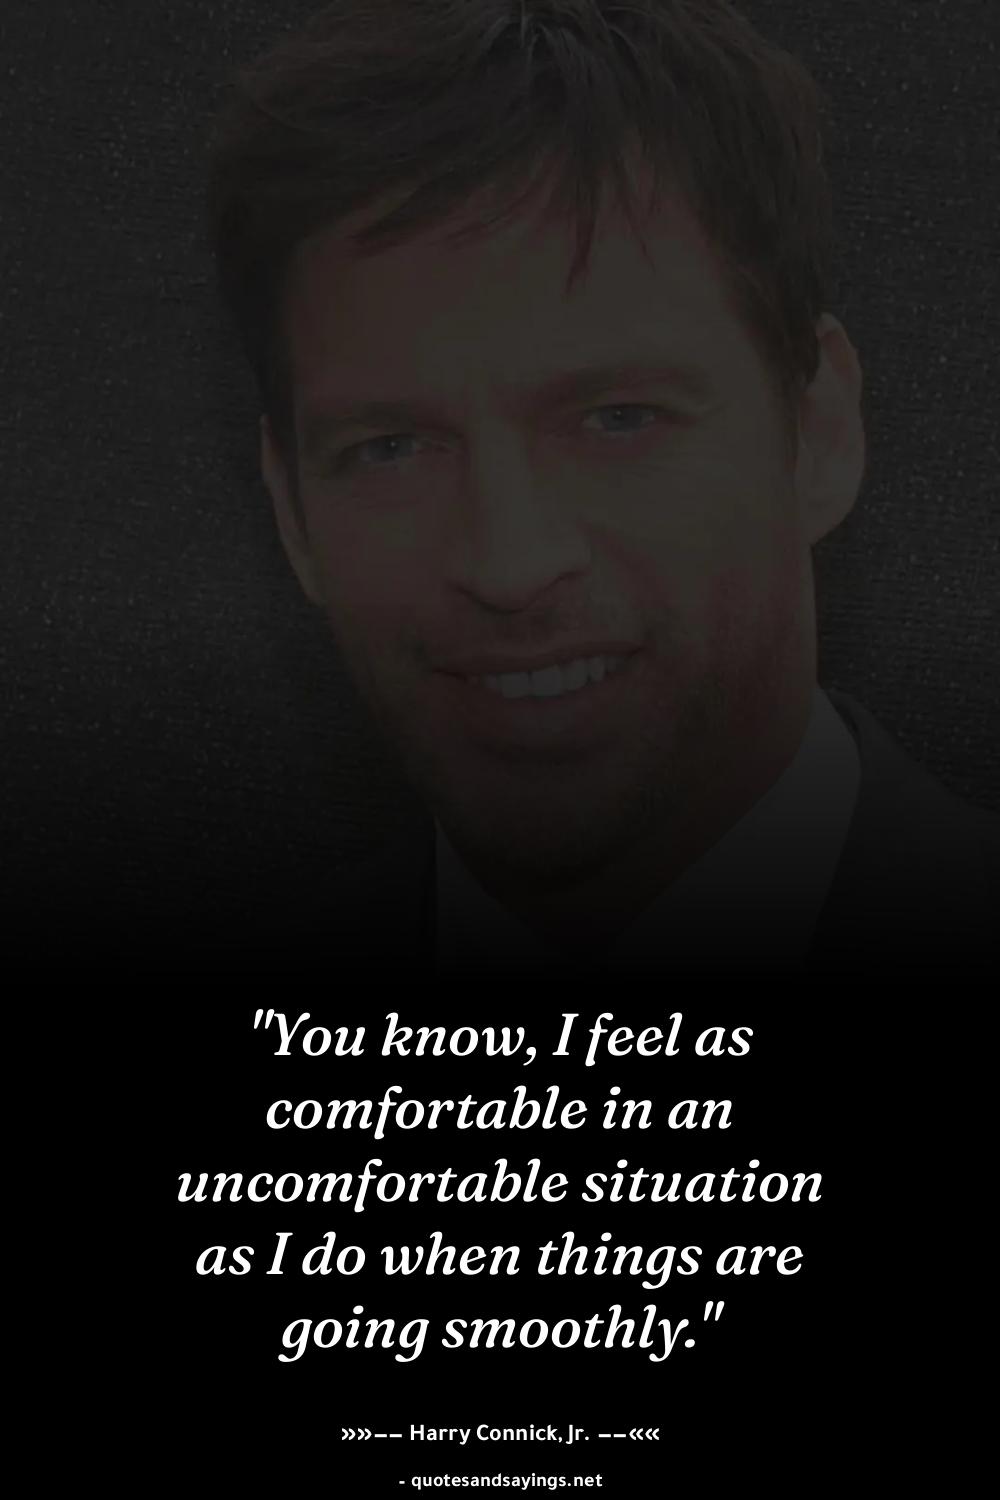 "You know, I feel as
comfortable in an
uncomfortable situation
as I do when things are
going smoothly."
»»-- Harry Connick, Jr. --««
- quotesandsayings.net